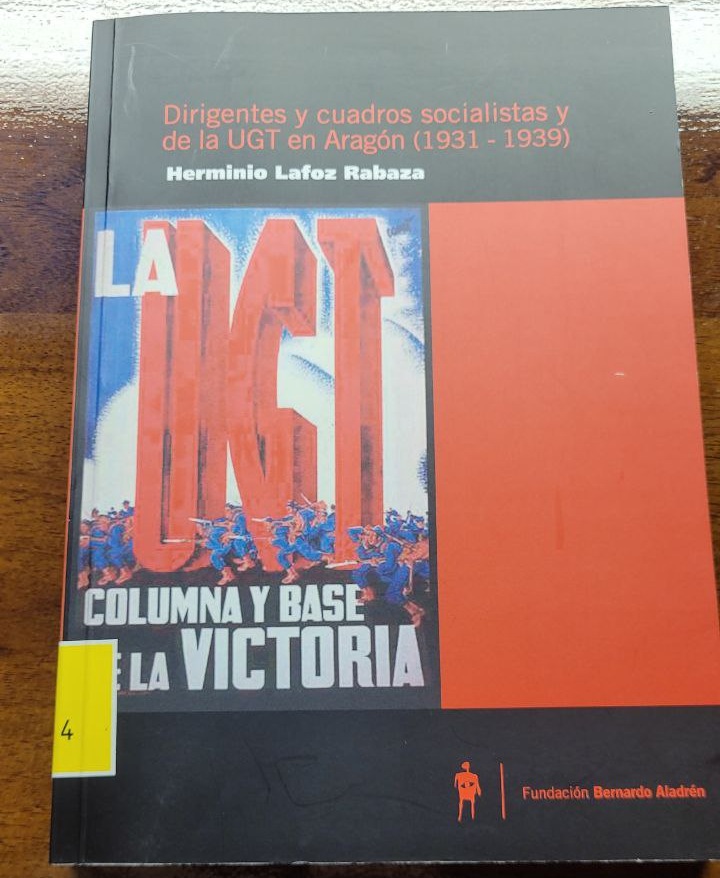 Dirigentes y cuadros socialistas y
de la UGT en Aragón (1931 - 1939)
Herminio Lafoz Rabaza
LA
UGT
COLUMNA Y BASE
E LA VICTORIA
4
Fundación Bernardo Aladrén